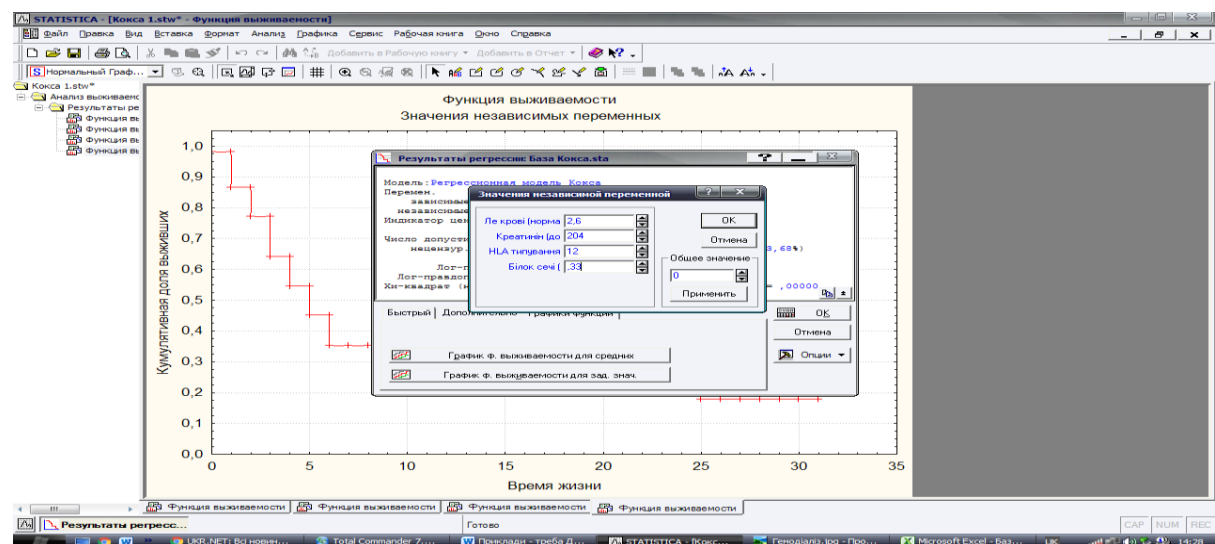 STATISTICA - [Кокса 1.stw* - Функция выживаемости]
Файл Правка Вид Вставка Формат Анализ Графика Сервис Рабочая книга Окно Справка
Добавить в Рабочую книгу Добавить в Отчет
Нормальный Граф...
Кокса 1.stw*
Анализ выживаемс
Результаты ре
Функция вы
Функция вы
Функция вы
Функция вы
Функция выживаемости
Значения независимых переменных
Кумулятивная доля выживших
1,0
0,9
0,8
0,7
0,6
0,5
0,4
0,3
0,2
0,1
0,0
0 5 10 15 20 25 30 35
Время жизни
Результаты регрессии: База Кокса.sta
Модель: Регрессионная модель Кокса
Перемен.
зависимые
независимые
Индикатор цен
Число допусти
нецензур. 3,68%)
Лог-п
Лог-правдоп
Хи-квадрат (н = ,00000
Значения независимой переменной
Ле крові (норма 2,6
Креатинін (до 204
HLA типування 12
Білок сечі ( .33
OK
Отмена
Общее значение
0
Применить
Быстрый Дополнительно Графики функций
График ф. выживаемости для средних
График ф. выживаемости для зад. знач.
OK
Отмена
Опции
Функция выживаемости Функция выживаемости Функция выживаемости Функция выживаемости
Результаты регресс...
Готово
CAP NUM REC
UKR.NET: Всі новин... Total Commander 7.... Приклади - треба Д... STATISTICA - [Кокс... Гемодіаліз.jpg - Про... Microsoft Excel - Баз... UK 14:28